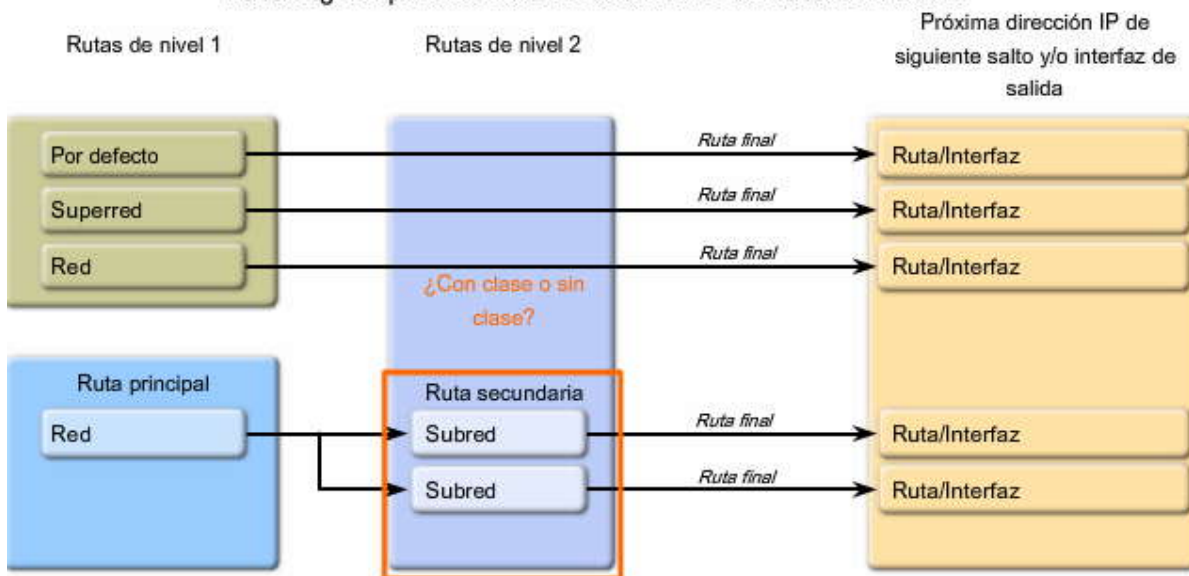 Rutas de nivel 1
Rutas de nivel 2
Próxima dirección IP de
siguiente salto y/o interfaz de
salida
Por defecto
Ruta final
Ruta/Interfaz
Superred
Ruta final
Ruta/Interfaz
Red
Ruta final
Ruta/Interfaz
¿Con clase o sin
clase?
Ruta principal
Ruta secundaria
Red
Subred
Ruta final
Ruta/Interfaz
Subred
Ruta final
Ruta/Interfaz